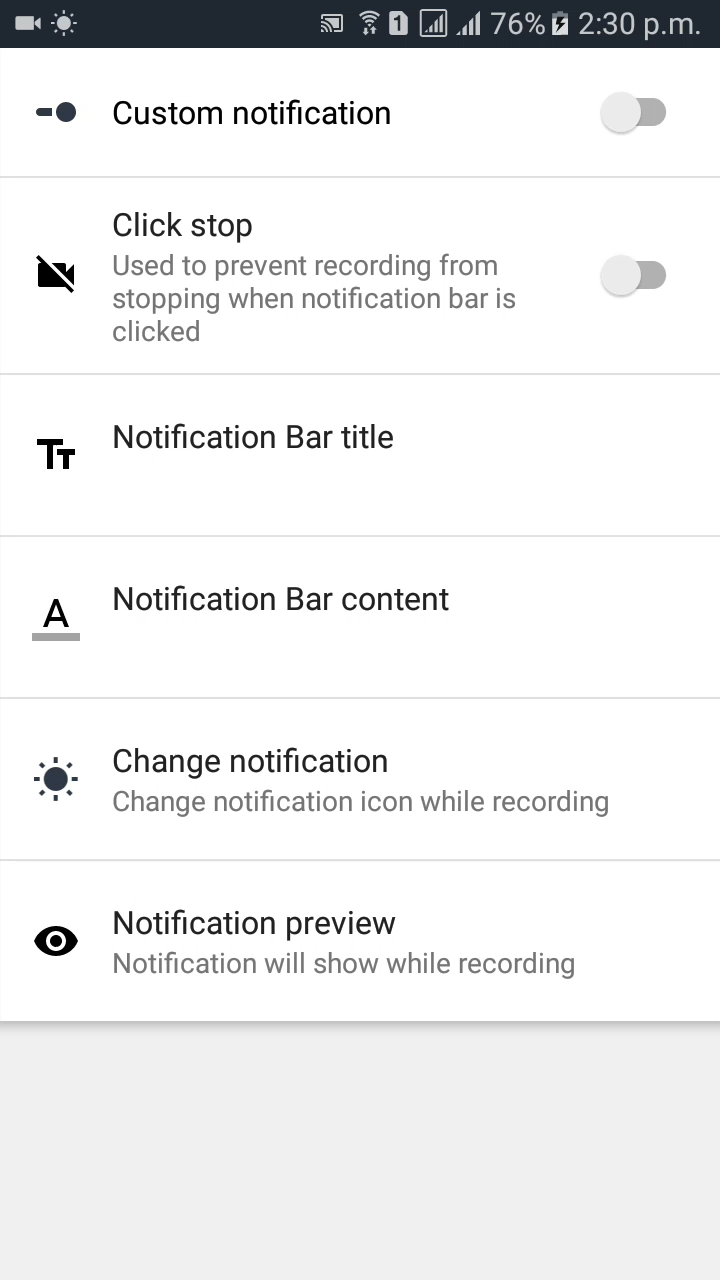 1 76% 2:30 p.m.
Custom notification
Click stop
Used to prevent recording from
stopping when notification bar is
clicked
Notification Bar title
Notification Bar content
Change notification
Change notification icon while recording
Notification preview
Notification will show while recording